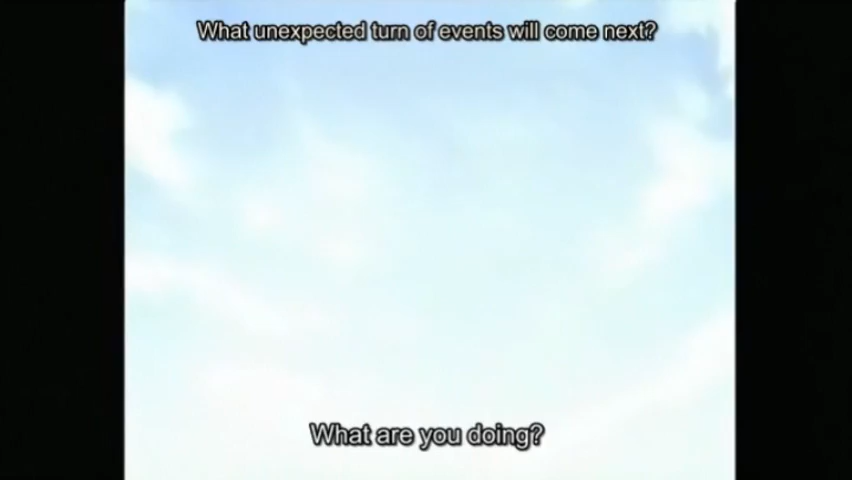 What unexpected turn of events will come next?
What are you doing?